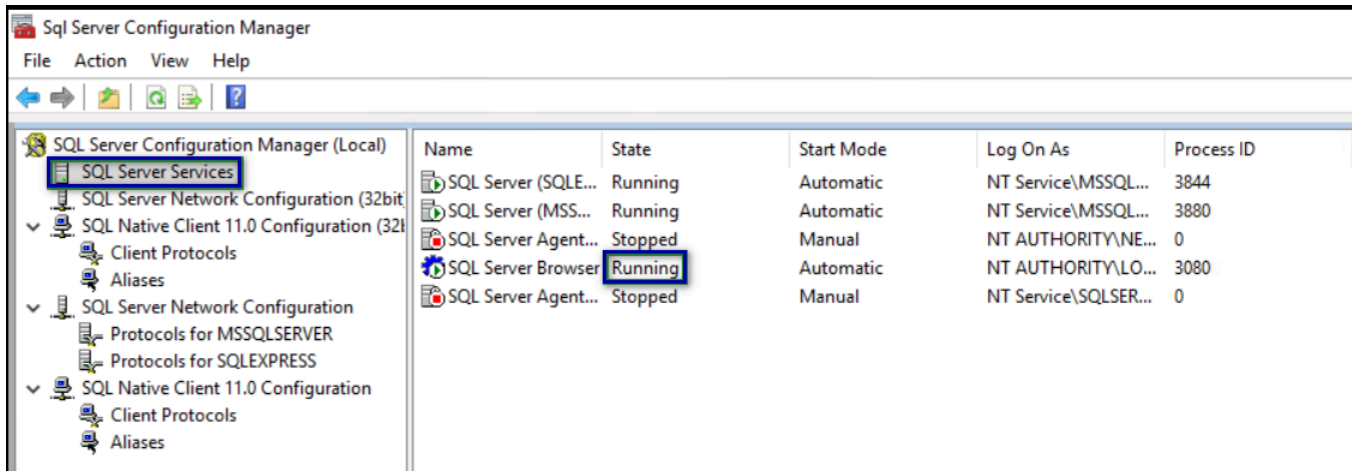 Sql Server Configuration Manager
File Action View Help
SQL Server Configuration Manager (Local)
SQL Server Services
SQL Server Network Configuration (32bit
SQL Native Client 11.0 Configuration (32b
Client Protocols
Aliases
SQL Server Network Configuration
Protocols for MSSQLSERVER
Protocols for SQLEXPRESS
SQL Native Client 11.0 Configuration
Client Protocols
Aliases
Name State Start Mode Log On As Process ID
SQL Server (SQLE... Running Automatic NT Service\MSSQL... 3844
SQL Server (MSS... Running Automatic NT Service\MSSQL... 3880
SQL Server Agent... Stopped Manual NT AUTHORITY\NE... 0
SQL Server Browser Running Automatic NT AUTHORITY\LO... 3080
SQL Server Agent... Stopped Manual NT Service\SQLSER... 0